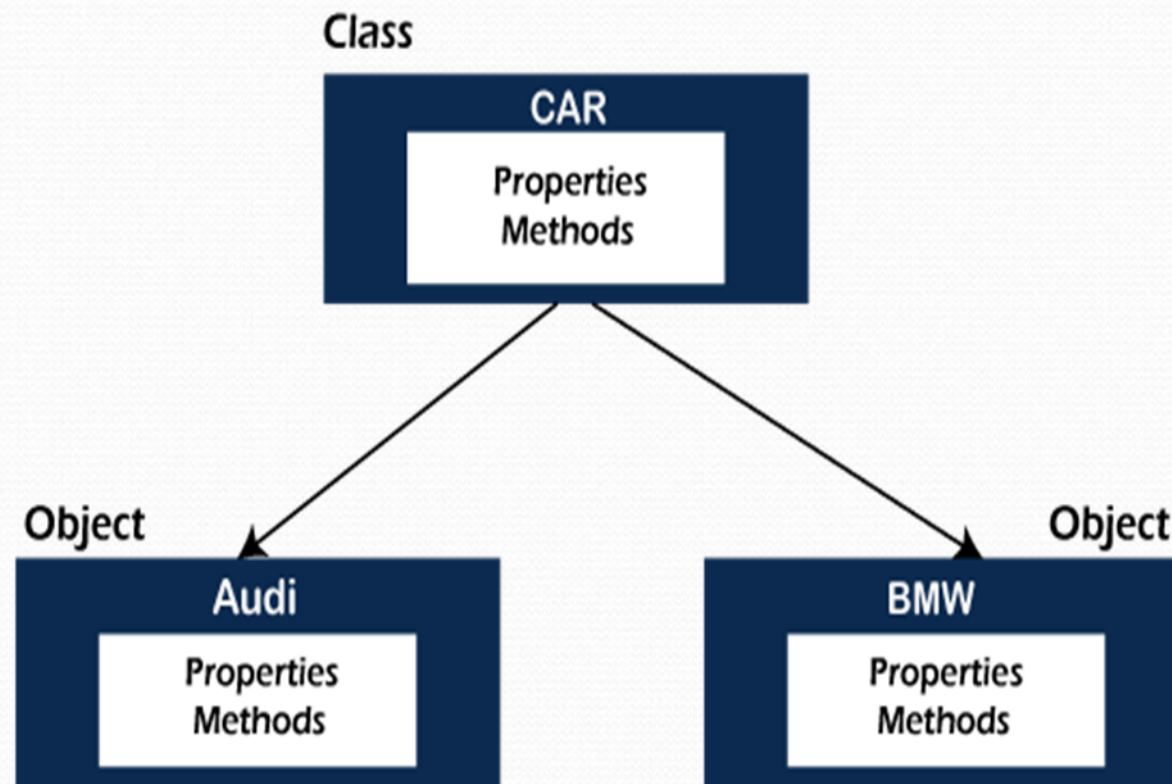 Class
CAR
Properties
Methods
Object
Object
Audi
BMW
Properties
Methods
Properties
Methods